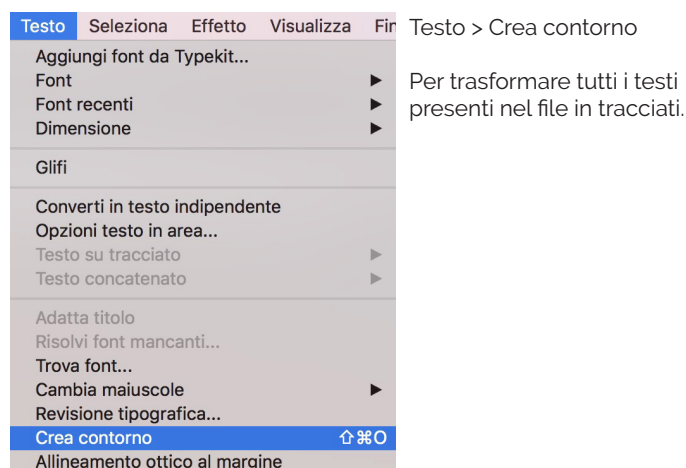 Testo Seleziona Effetto Visualizza Fin
Aggiungi font da Typekit...
Font
Font recenti
Dimensione
Glifi
Converti in testo indipendente
Opzioni testo in area...
Testo su tracciato
Testo concatenato
Adatta titolo
Risolvi font mancanti...
Trova font...
Cambia maiuscole
Revisione tipografica...
Crea contorno ⇧⌘O
Allineamento ottico al margine
Testo > Crea contorno
Per trasformare tutti i testi
presenti nel file in tracciati.